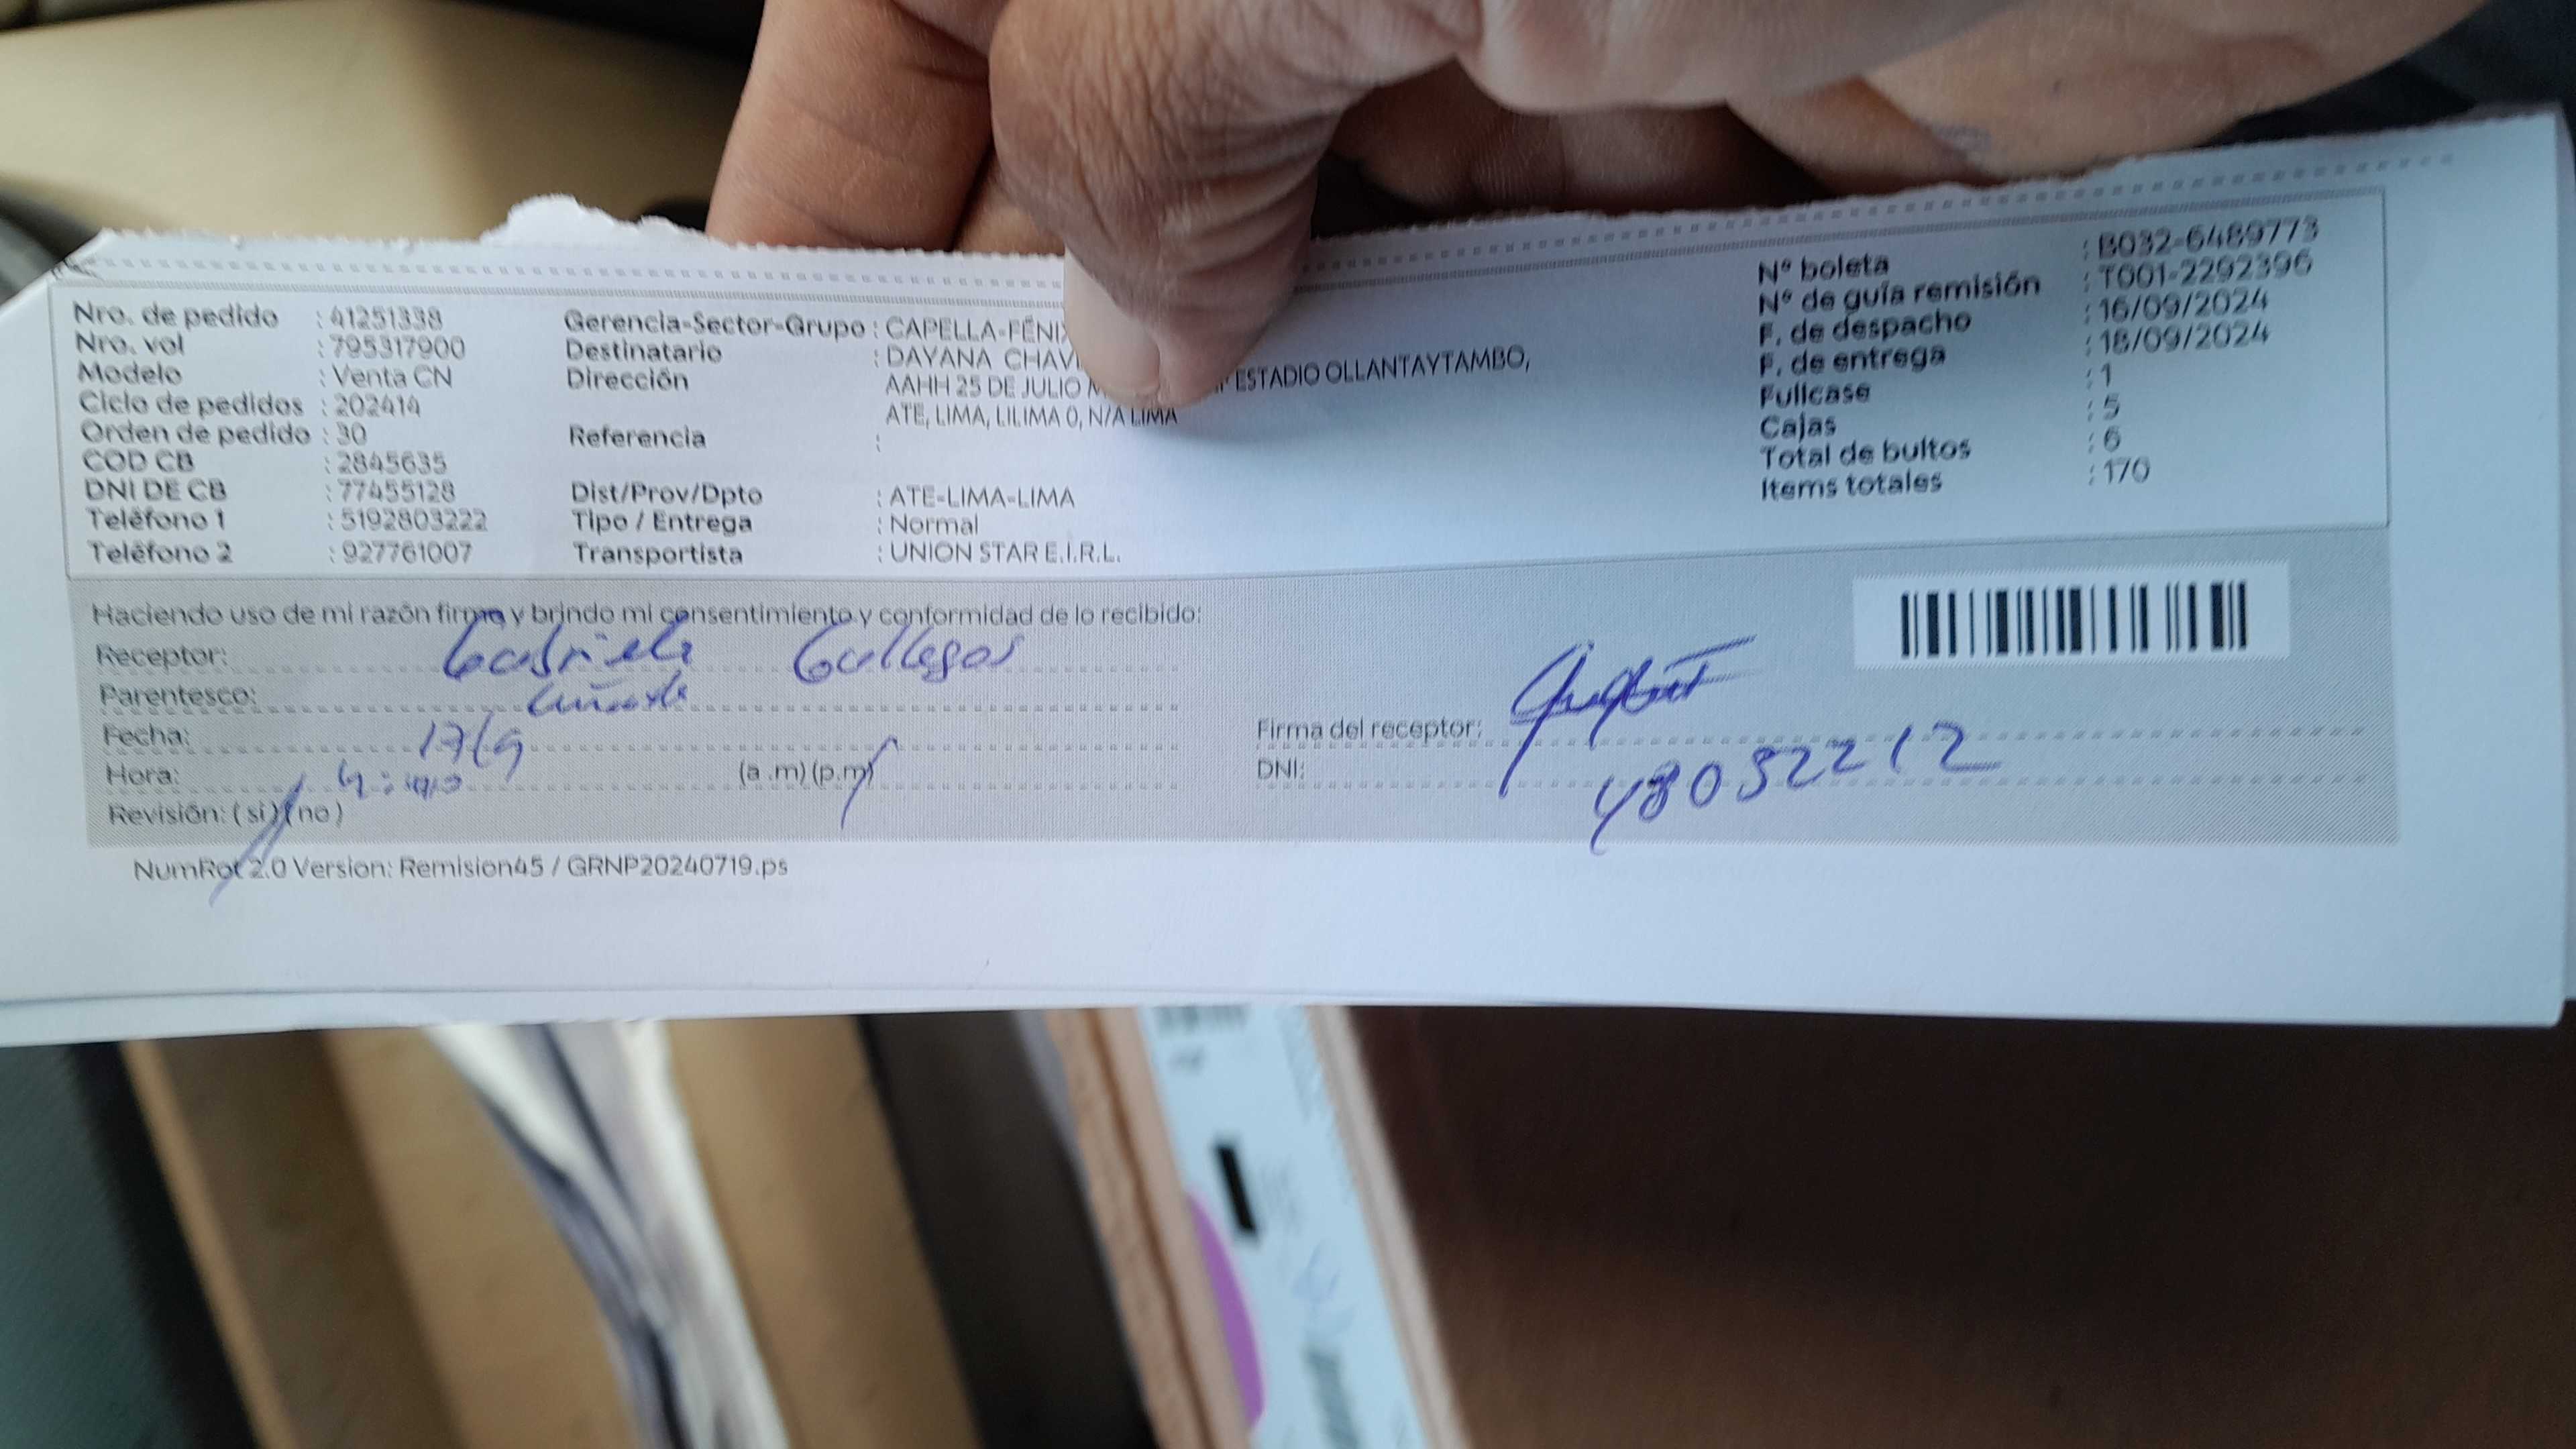 Nro. de pedido : 41251338
Nro. vol : 795317900
Modelo : Venta CN
Ciclo de pedidos : 202414
Orden de pedido : 30
COD CB : 2845635
DNI DE CB : 77455128
Teléfono 1 : 5192803222
Teléfono 2 : 927761007
Gerencia-Sector-Grupo : CAPELLA-FÉNIX
Destinatario : DAYANA
Dirección : AAHH 25 DE JULIO ESTADIO OLLANTAYTAMBO,
ATE, LIMA, LILIMA 0, N/A LIMA
Referencia :
Dist/Prov/Dpto : ATE-LIMA-LIMA
Tipo / Entrega : Normal
Transportista : UNION STAR E.I.R.L.
N° boleta : B032-6489773
N° de guía remisión : T001-2292396
F. de despacho : 16/09/2024
F. de entrega : 18/09/2024
Fullcase : 1
Cajas : 5
Total de bultos : 6
Items totales : 170
Haciendo uso de mi razón firmo y brindo mi consentimiento y conformidad de lo recibido:
Receptor: Gabriela Gallegos
Parentesco: Cuñada
Fecha: 17/9
Hora: (a .m) (p.m)
Revisión: ( si ) ( no )
Firma del receptor:
DNI: 48052212
NumRot 2.0 Version: Remision45 / GRNP20240719.ps